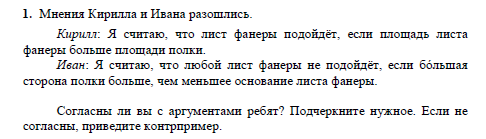 1. Мнения Кирилла и Ивана разошлись.
Кирилл: Я считаю, что лист фанеры подойдёт, если площадь листа
фанеры больше площади полки.
Иван: Я считаю, что любой лист фанеры не подойдёт, если бо́льшая
сторона полки больше, чем меньшее основание листа фанеры.
Согласны ли вы с аргументами ребят? Подчеркните нужное. Если не
согласны, приведите контрпример.